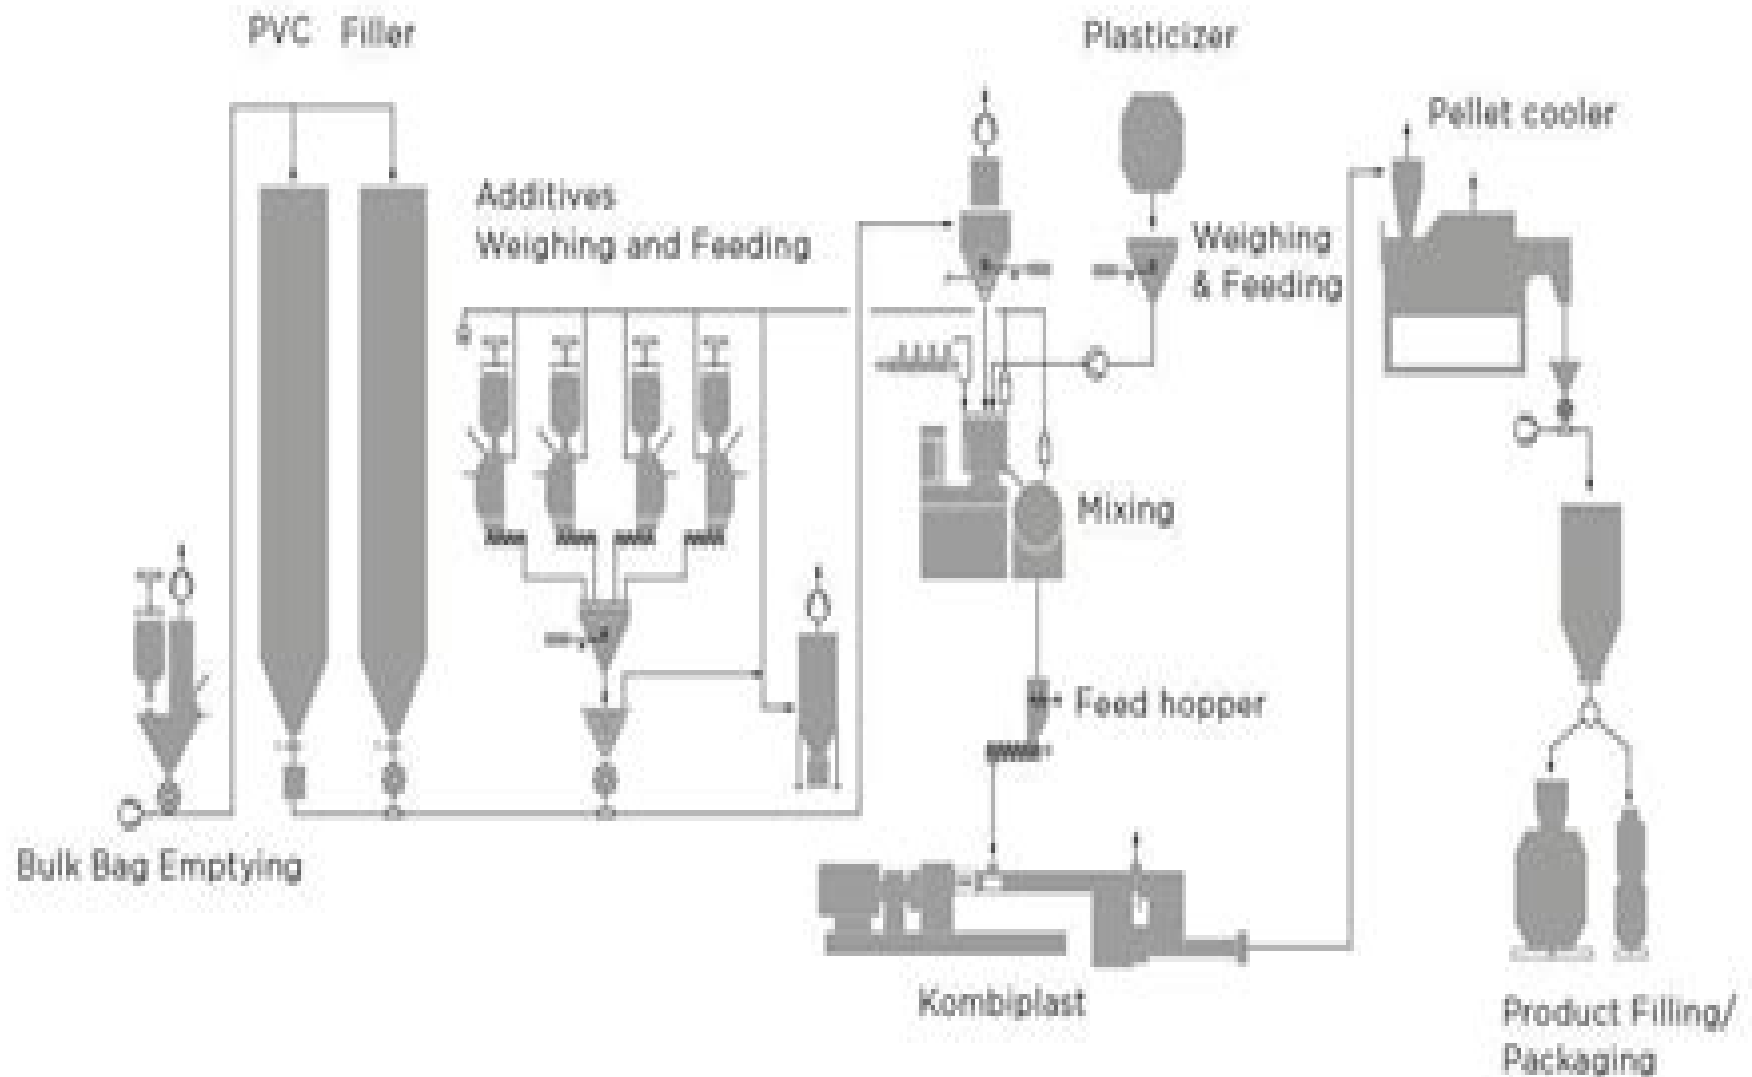 PVC Filler
Plasticizer
Pellet cooler
Additives
Weighing and Feeding
Weighing
& Feeding
Mixing
Feed hopper
Bulk Bag Emptying
Kombiplast
Product Filling/
Packaging